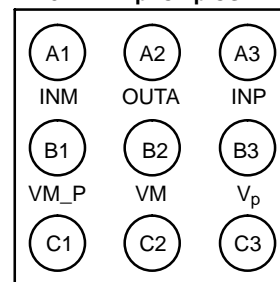 A1 A2 A3
INM OUTA INP
B1 B2 B3
VM_P VM Vp
C1 C2 C3